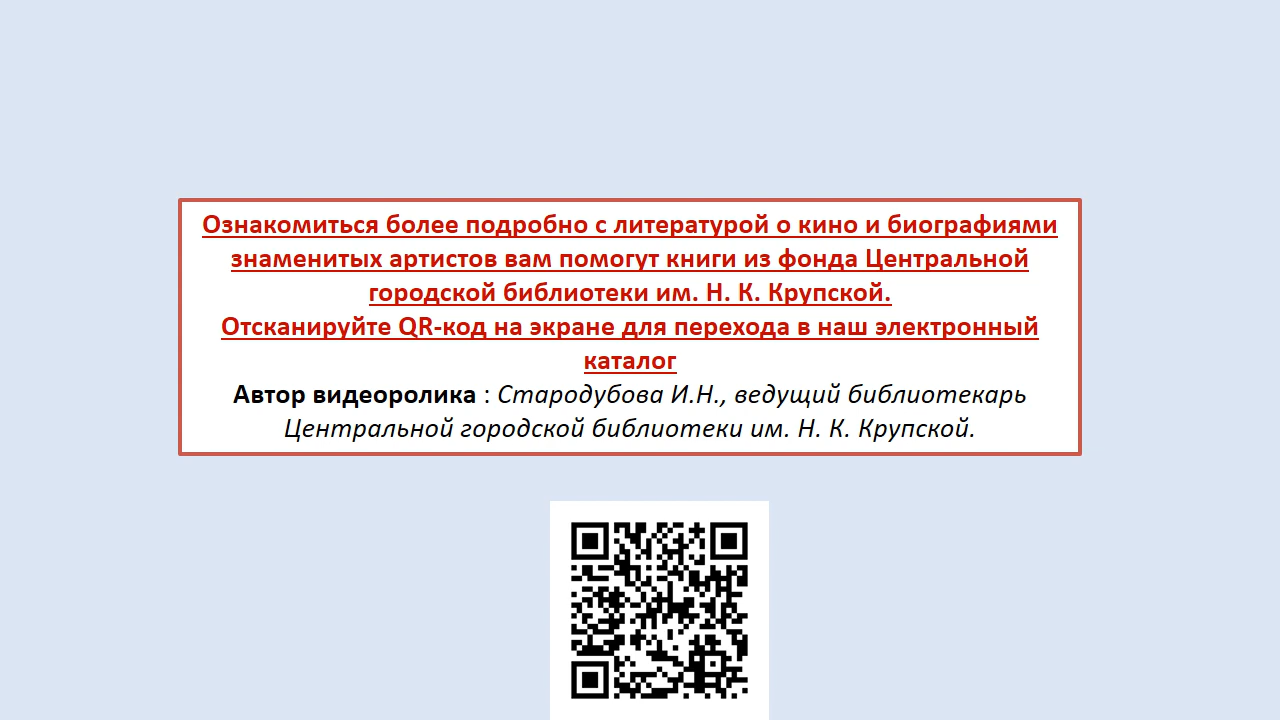 Ознакомиться более подробно с литературой о кино и биографиями
знаменитых артистов вам помогут книги из фонда Центральной
городской библиотеки им. Н. К. Крупской.
Отсканируйте QR-код на экране для перехода в наш электронный
каталог
Автор видеоролика : Стародубова И.Н., ведущий библиотекарь
Центральной городской библиотеки им. Н. К. Крупской.